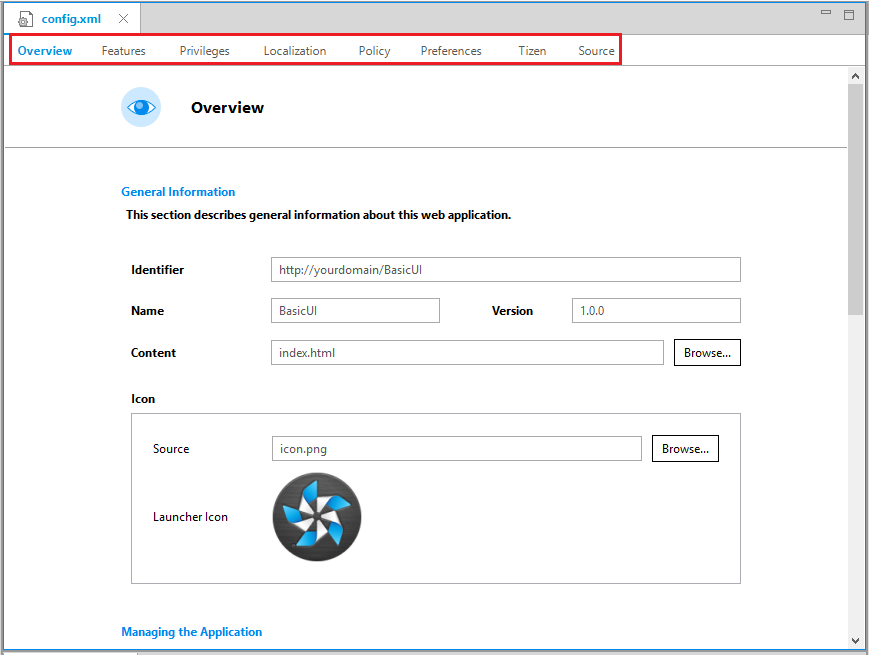 config.xml
Overview Features Privileges Localization Policy Preferences Tizen Source
Overview
General Information
This section describes general information about this web application.
Identifier http://yourdomain/BasicUI
Name BasicUI Version 1.0.0
Content index.html Browse...
Icon
Source icon.png Browse...
Launcher Icon
Managing the Application